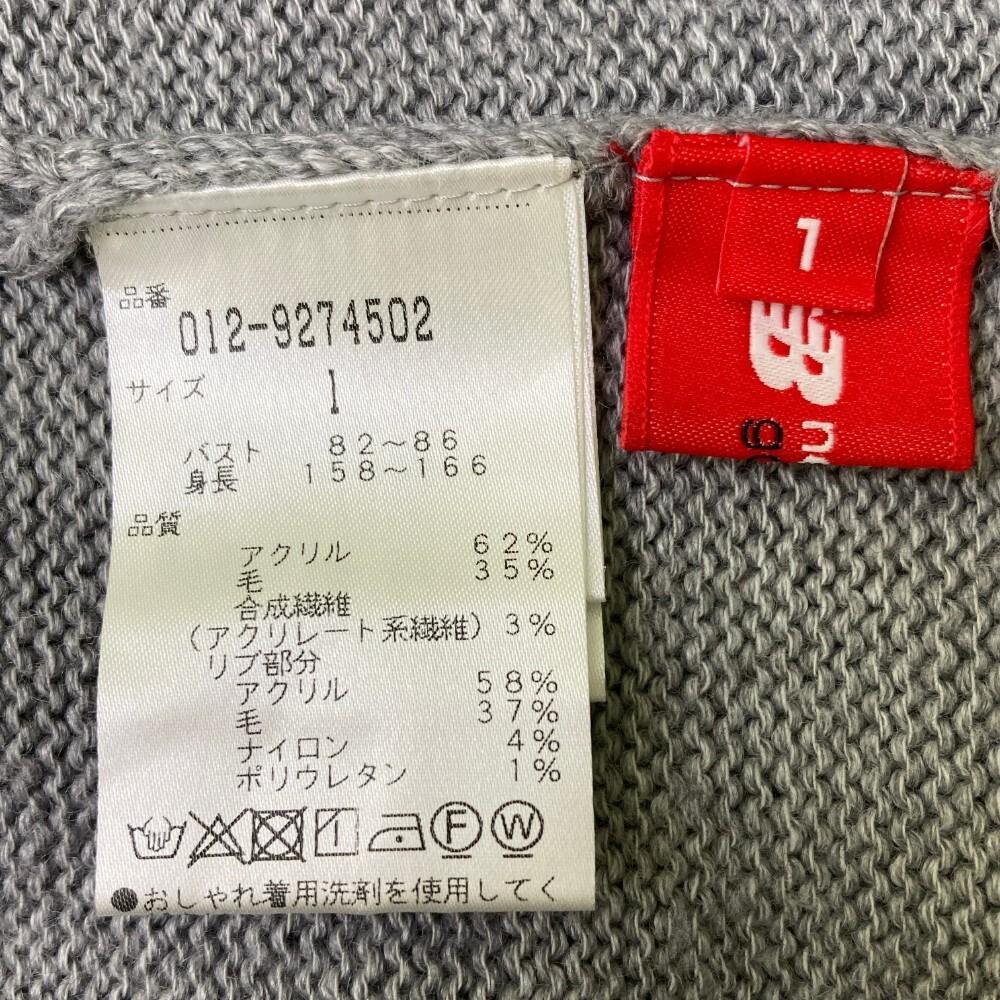 品番
012-9274502
サイズ 1
バスト 82～86
身長 158～166
品質
アクリル 62%
毛 35%
合成繊維
(アクリレート系繊維) 3%
リブ部分
アクリル 58%
毛 37%
ナイロン 4%
ポリウレタン 1%
F W
●おしゃれ着用洗剤を使用してく
1